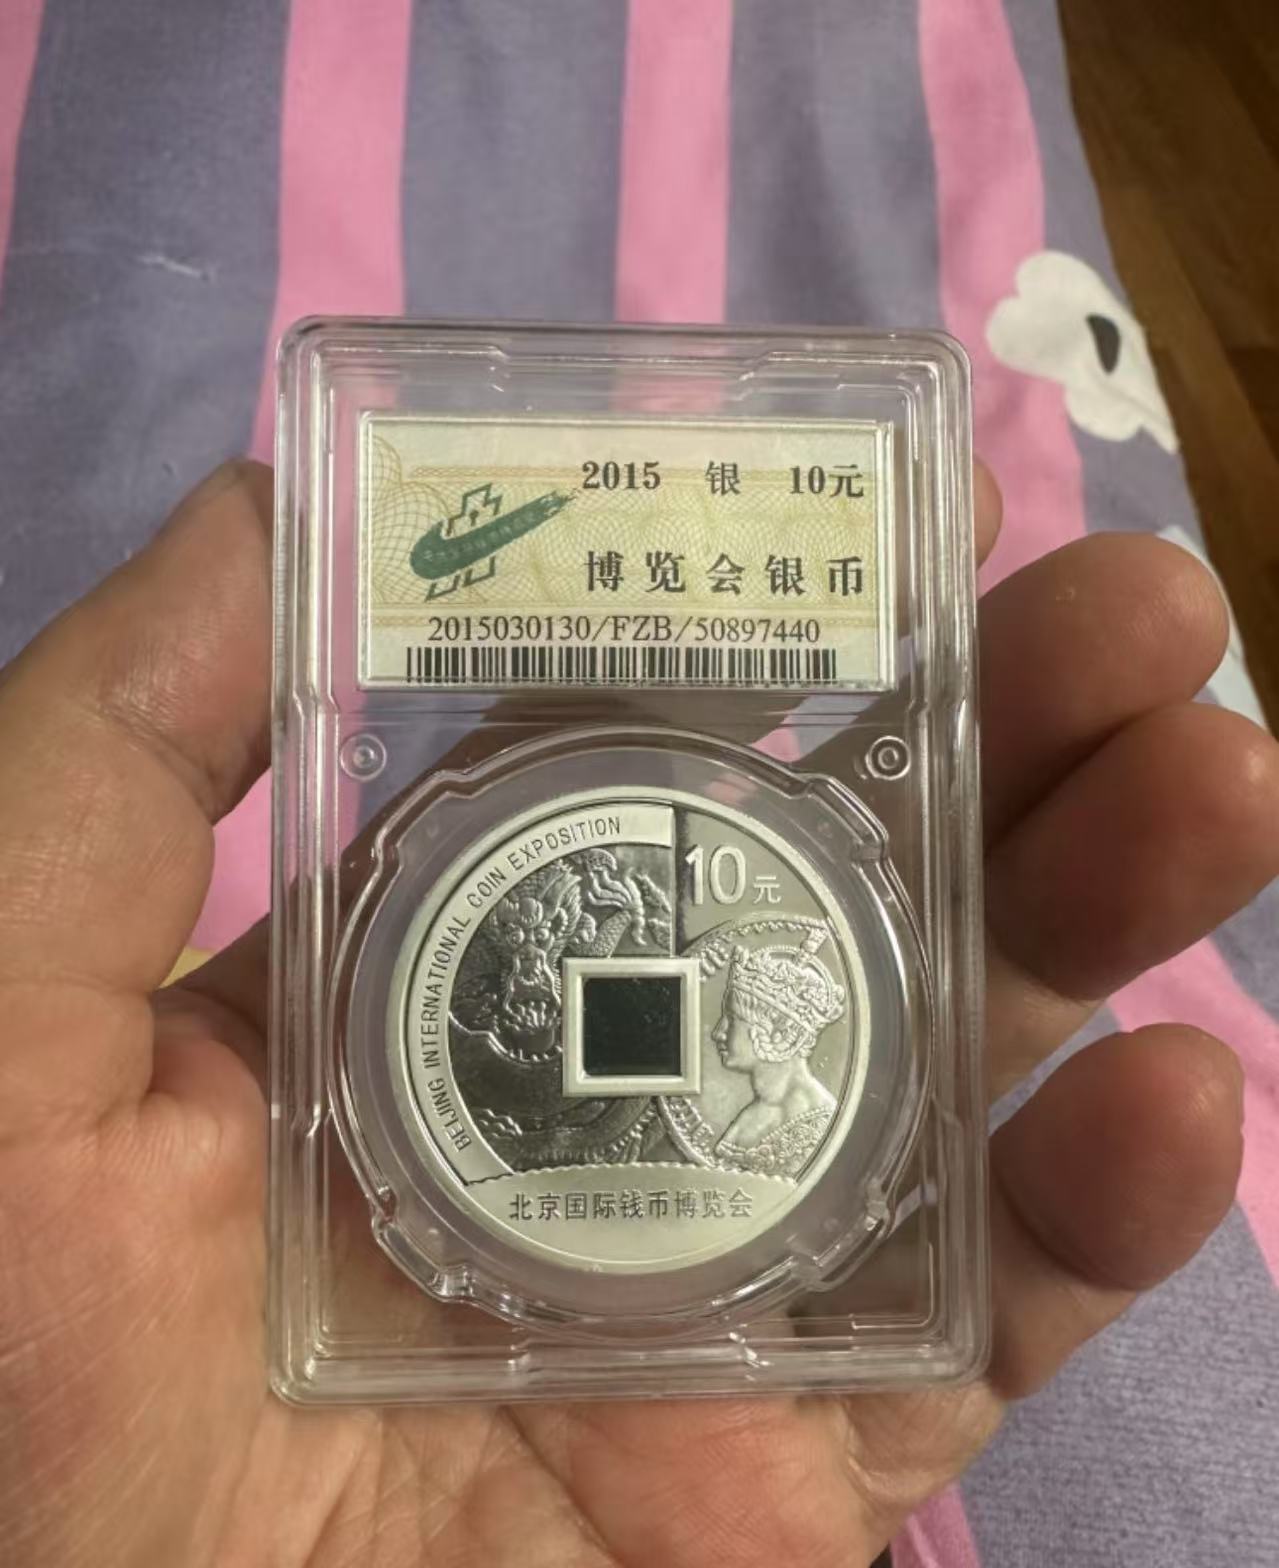 2015 银 10元
博览会银币
2015030130/FZB/50897440
BEIJING INTERNATIONAL COIN EXPOSITION
10元
北京国际钱币博览会